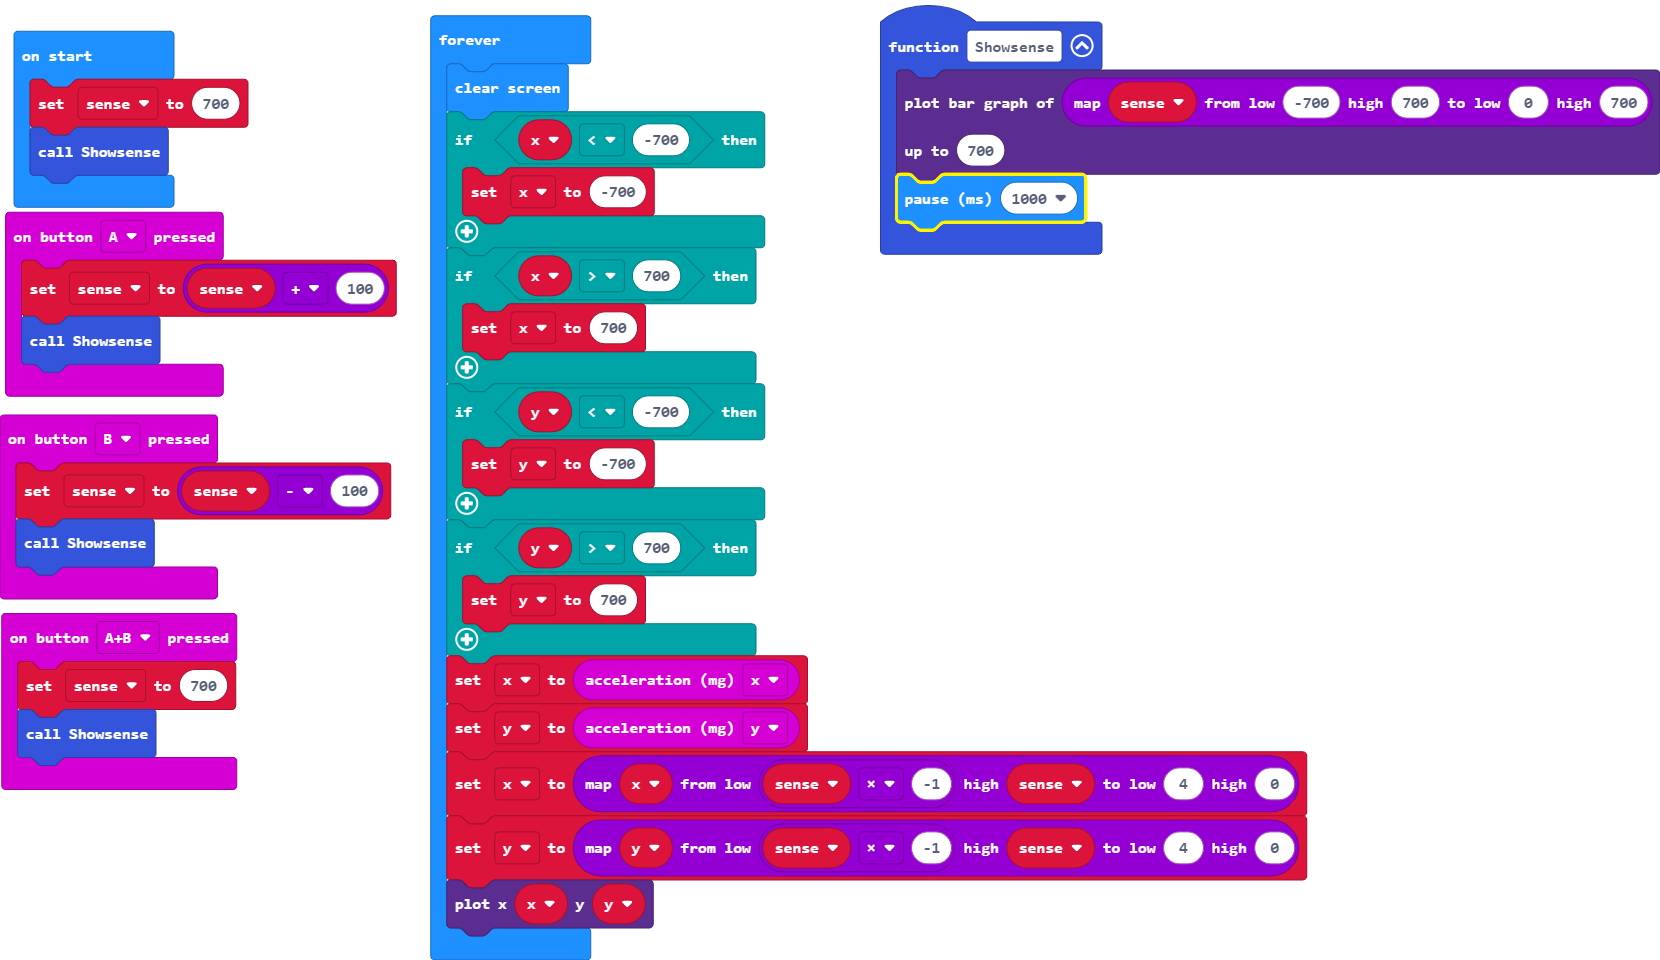 on start
set sense to 700
call Showsense
on button A pressed
set sense to sense + 100
call Showsense
on button B pressed
set sense to sense - 100
call Showsense
on button A+B pressed
set sense to 700
call Showsense
forever
clear screen
if x < -700 then
set x to -700
if x > 700 then
set x to 700
if y < -700 then
set y to -700
if y > 700 then
set y to 700
set x to acceleration (mg) x
set y to acceleration (mg) y
set x to map x from low sense × -1 high sense to low 4 high 0
set y to map y from low sense × -1 high sense to low 4 high 0
plot x x y y
function Showsense
plot bar graph of map sense from low -700 high 700 to low 0 high 700
up to 700
pause (ms) 1000